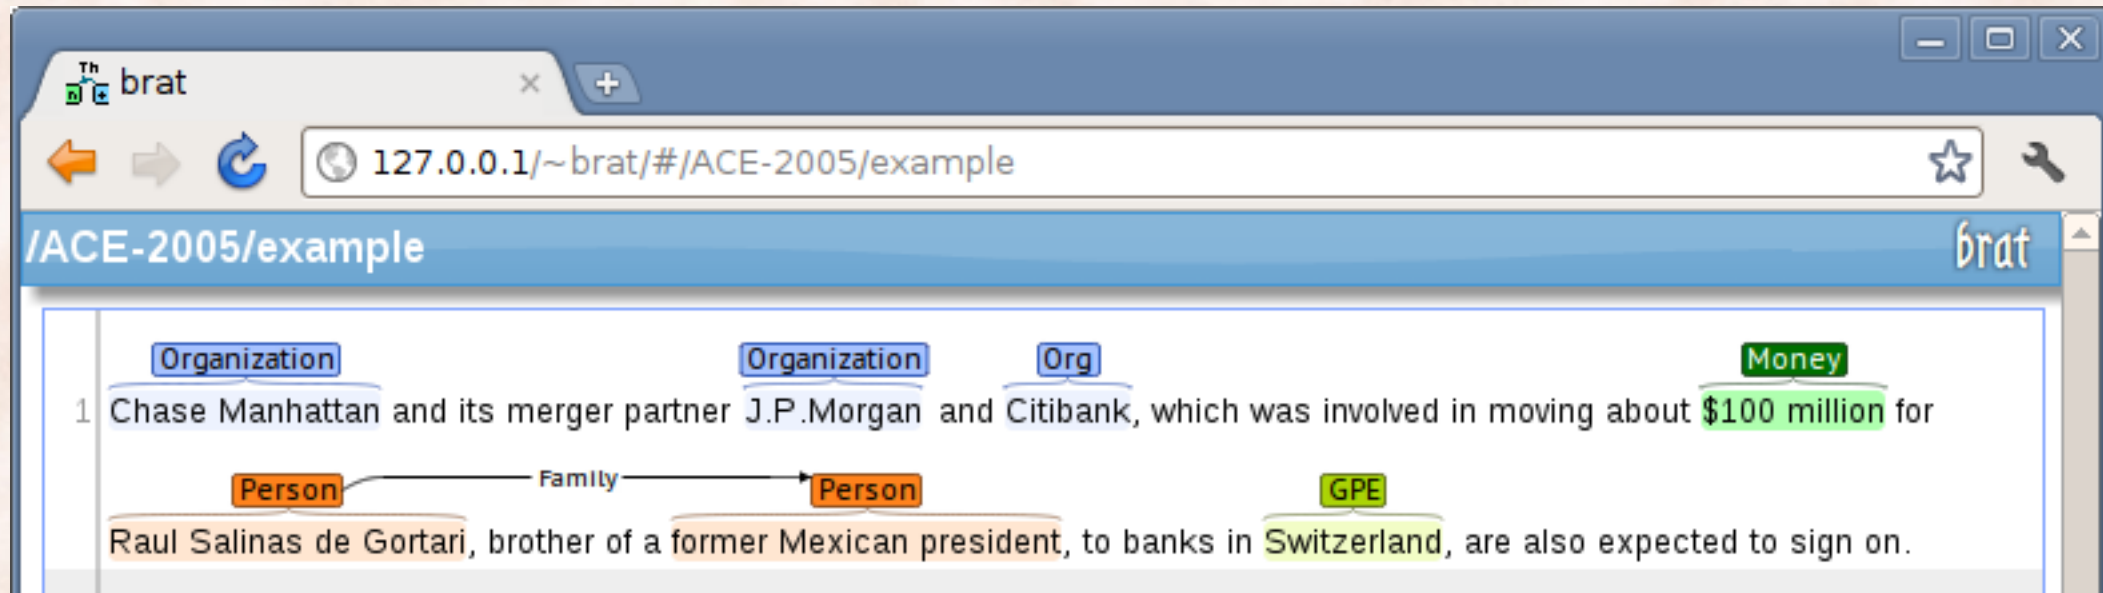 brat
127.0.0.1/~brat/#/ACE-2005/example
/ACE-2005/example brat
Organization Organization Org Money
1 Chase Manhattan and its merger partner J.P.Morgan and Citibank, which was involved in moving about $100 million for
Person Family Person GPE
Raul Salinas de Gortari, brother of a former Mexican president, to banks in Switzerland, are also expected to sign on.